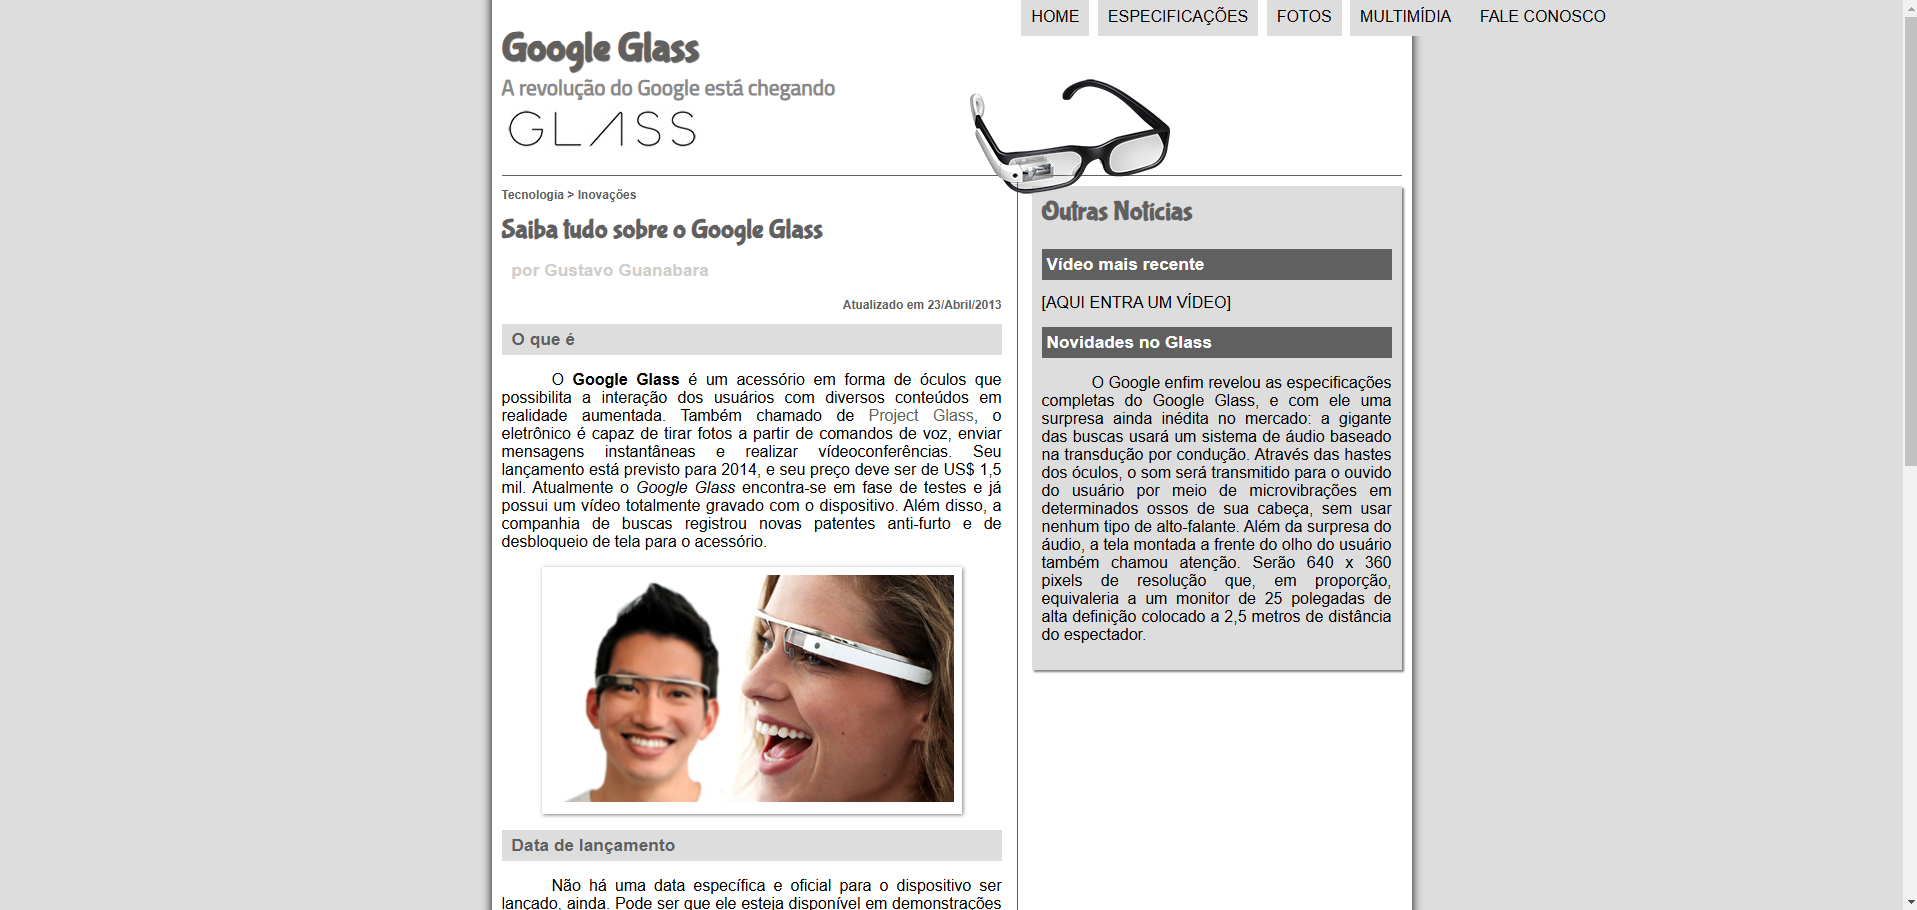 HOME ESPECIFICAÇÕES FOTOS MULTIMÍDIA FALE CONOSCO
Google Glass
A revolução do Google está chegando
GLASS
Tecnologia > Inovações
Saiba tudo sobre o Google Glass
por Gustavo Guanabara
Atualizado em 23/Abril/2013
O que é
O Google Glass é um acessório em forma de óculos que
possibilita a interação dos usuários com diversos conteúdos em
realidade aumentada. Também chamado de Project Glass, o
eletrônico é capaz de tirar fotos a partir de comandos de voz, enviar
mensagens instantâneas e realizar vídeoconferências. Seu
lançamento está previsto para 2014, e seu preço deve ser de US$ 1,5
mil. Atualmente o Google Glass encontra-se em fase de testes e já
possui um vídeo totalmente gravado com o dispositivo. Além disso, a
companhia de buscas registrou novas patentes anti-furto e de
desbloqueio de tela para o acessório.
Data de lançamento
Não há uma data específica e oficial para o dispositivo ser
lançado, ainda. Pode ser que ele esteja disponível em demonstrações
Outras Notícias
Vídeo mais recente
[AQUI ENTRA UM VÍDEO]
Novidades no Glass
O Google enfim revelou as especificações
completas do Google Glass, e com ele uma
surpresa ainda inédita no mercado: a gigante
das buscas usará um sistema de áudio baseado
na transdução por condução. Através das hastes
dos óculos, o som será transmitido para o ouvido
do usuário por meio de microvibrações em
determinados ossos de sua cabeça, sem usar
nenhum tipo de alto-falante. Além da surpresa do
áudio, a tela montada a frente do olho do usuário
também chamou atenção. Serão 640 x 360
pixels de resolução que, em proporção,
equivaleria a um monitor de 25 polegadas de
alta definição colocado a 2,5 metros de distância
do espectador.